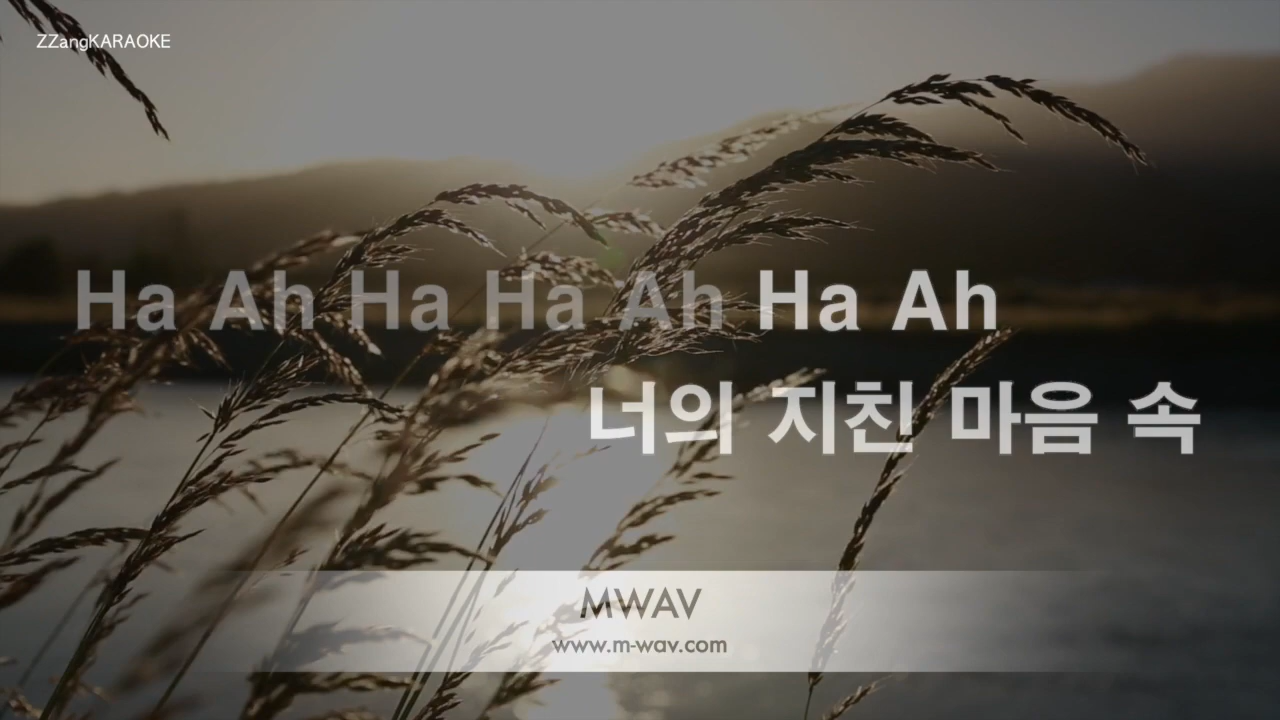 ZZangKARAOKE
Ha Ah Ha Ha Ah Ha Ah
너의 지친 마음 속
MWAV
www.m-wav.com